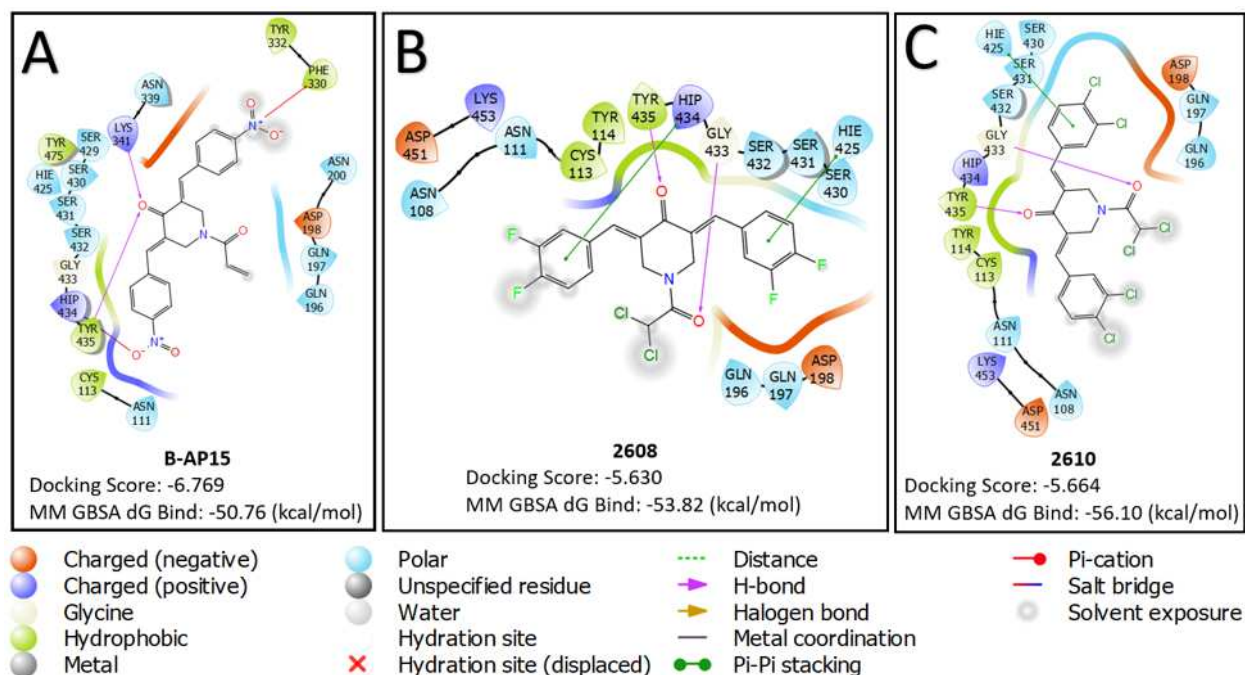 A
TYR
332
PHE
330
ASN
339
LYS
341
TYR
475
SER
429
HIE
425
SER
430
SER
431
SER
432
GLY
433
HIP
434
TYR
435
CYS
113
ASN
111
ASN
200
ASP
198
GLN
197
GLN
196
O
N⁺
O⁻
O
N
O
O⁻
N⁺
O
B-AP15
Docking Score: -6.769
MM GBSA dG Bind: -50.76 (kcal/mol)
B
LYS
453
ASP
451
ASN
108
ASN
111
TYR
114
CYS
113
TYR
435
HIP
434
GLY
433
SER
432
SER
431
HIE
425
SER
430
GLN
196
GLN
197
ASP
198
O
F
F
F
F
N
O
Cl
Cl
2608
Docking Score: -5.630
MM GBSA dG Bind: -53.82 (kcal/mol)
C
HIE
425
SER
430
SER
431
SER
432
GLY
433
HIP
434
TYR
435
TYR
114
CYS
113
ASN
111
LYS
453
ASP
451
ASN
108
ASP
198
GLN
197
GLN
196
Cl
Cl
O
O
N
Cl
Cl
Cl
Cl
2610
Docking Score: -5.664
MM GBSA dG Bind: -56.10 (kcal/mol)
Charged (negative)
Charged (positive)
Glycine
Hydrophobic
Metal
Polar
Unspecified residue
Water
Hydration site
Hydration site (displaced)
Distance
H-bond
Halogen bond
Metal coordination
Pi-Pi stacking
Pi-cation
Salt bridge
Solvent exposure